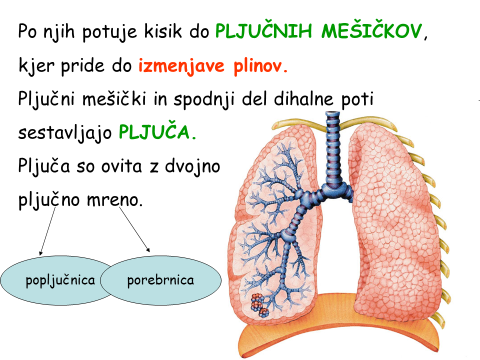 Po njih potuje kisik do PLJUČNIH MEŠIČKOV,
kjer pride do izmenjave plinov.
Pljučni mešički in spodnji del dihalne poti
sestavljajo PLJUČA.
Pljuča so ovita z dvojno
pljučno mreno.
popljučnica
porebrnica